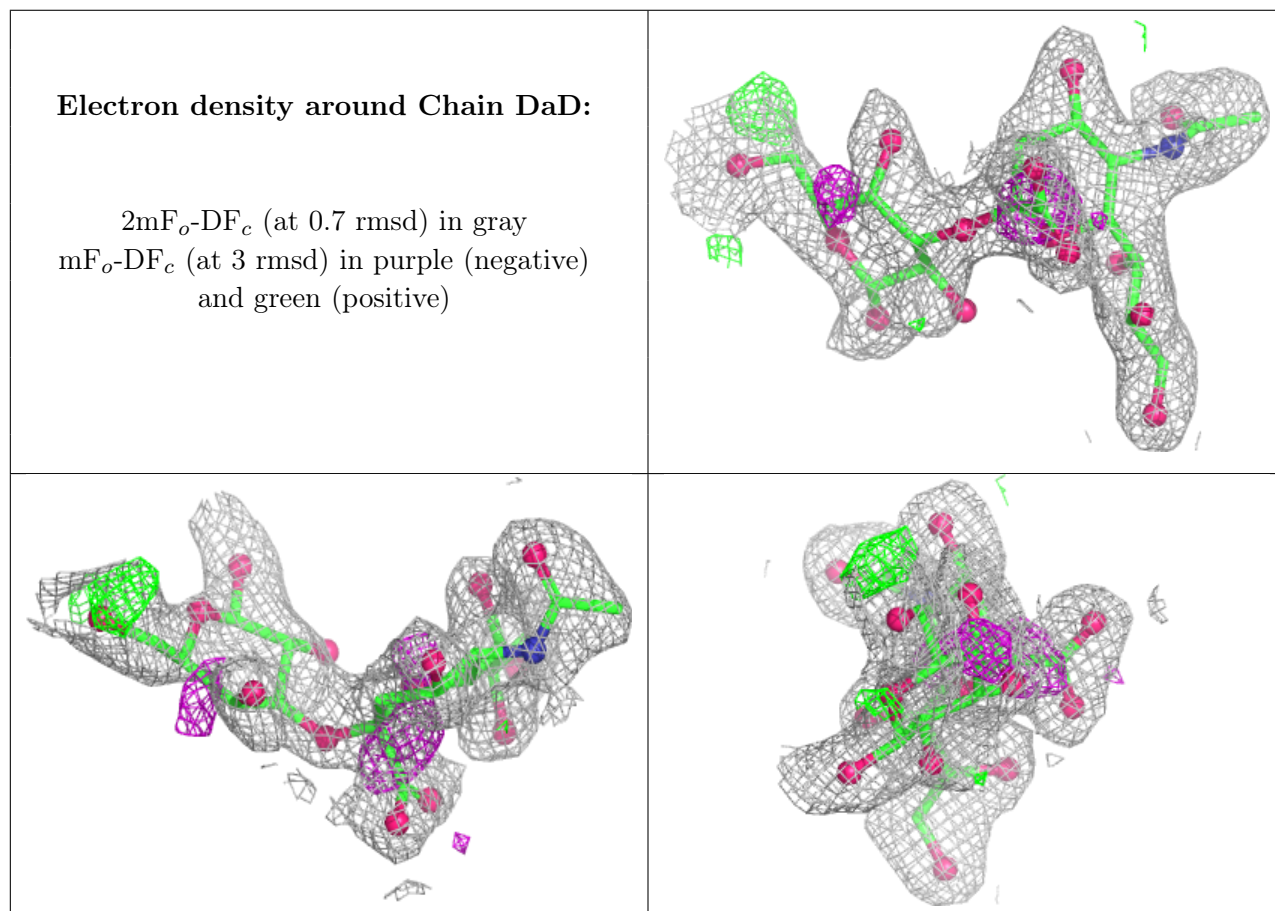 Electron density around Chain DaD:
2mFo-DFc (at 0.7 rmsd) in gray
mFo-DFc (at 3 rmsd) in purple (negative)
and green (positive)